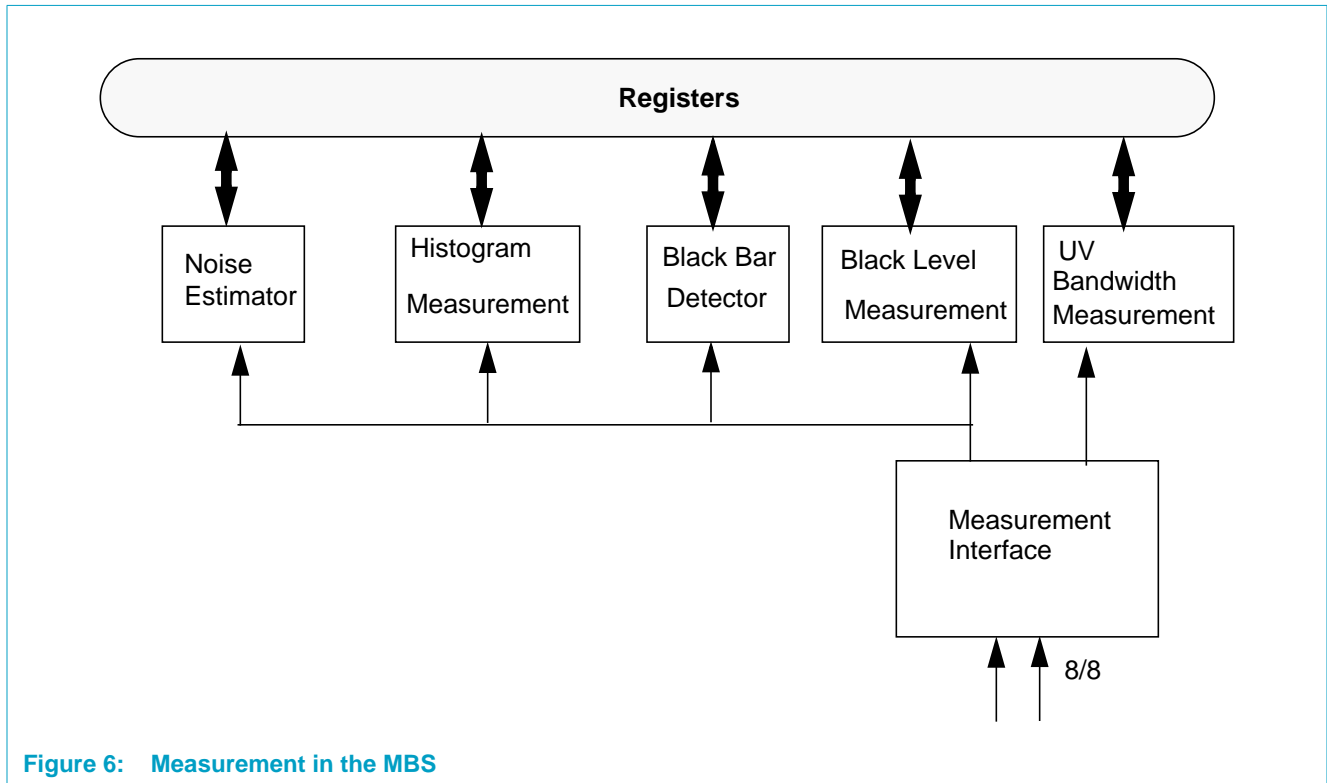 Registers
Noise
Estimator
Histogram
Measurement
Black Bar
Detector
Black Level
Measurement
UV
Bandwidth
Measurement
Measurement
Interface
8/8
Figure 6: Measurement in the MBS